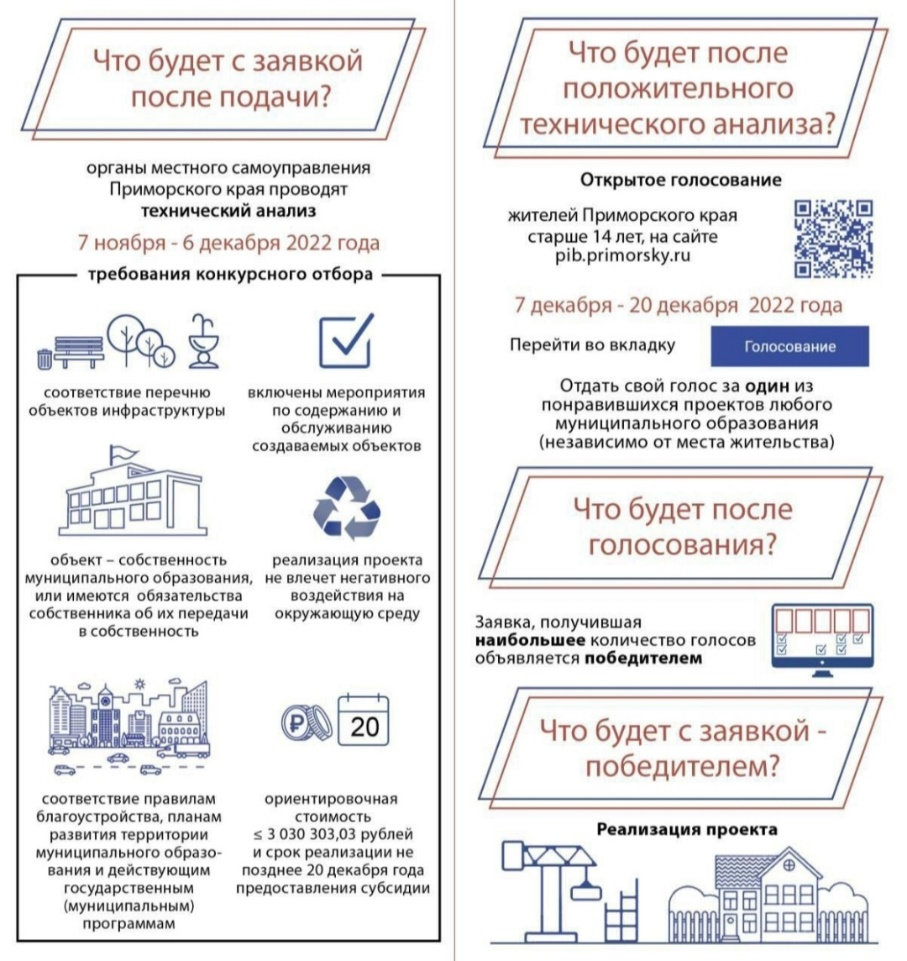 Что будет с заявкой
после подачи?
органы местного самоуправления
Приморского края проводят
технический анализ
7 ноября - 6 декабря 2022 года
требования конкурсного отбора
соответствие перечню
объектов инфраструктуры
включены мероприятия
по содержанию и
обслуживанию
создаваемых объектов
объект – собственность
муниципального образования,
или имеются обязательства
собственника об их передачи
в собственность
реализация проекта
не влечет негативного
воздействия на
окружающую среду
20
соответствие правилам
благоустройства, планам
развития территории
муниципального образо-
вания и действующим
государственным
(муниципальным)
программам
ориентировочная
стоимость
≤ 3 030 303,03 рублей
и срок реализации не
позднее 20 декабря года
предоставления субсидии
Что будет после
положительного
технического анализа?
Открытое голосование
жителей Приморского края
старше 14 лет, на сайте
pib.primorsky.ru
7 декабря - 20 декабря 2022 года
Перейти во вкладку
Голосование
Отдать свой голос за один из
понравившихся проектов любого
муниципального образования
(независимо от места жительства)
Что будет после
голосования?
Заявка, получившая
наибольшее количество голосов
объявляется победителем
Что будет с заявкой -
победителем?
Реализация проекта